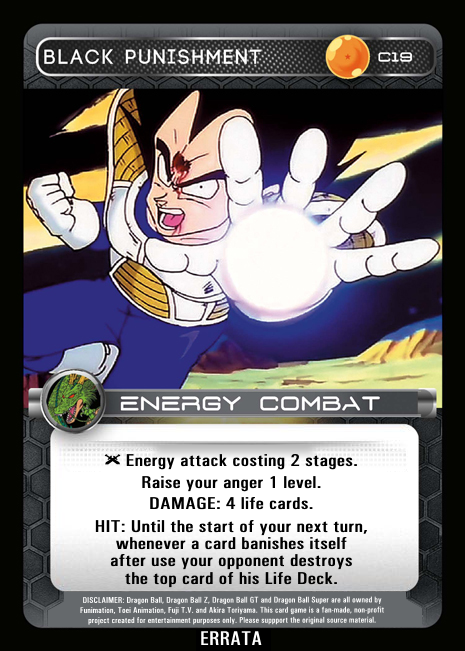 BLACK PUNISHMENT
C19
ENERGY COMBAT
Energy attack costing 2 stages.
Raise your anger 1 level.
DAMAGE: 4 life cards.
HIT: Until the start of your next turn,
whenever a card banishes itself
after use your opponent destroys
the top card of his Life Deck.
DISCLAIMER: Dragon Ball, Dragon Ball Z, Dragon Ball GT and Dragon Ball Super are all owned by
Funimation, Toei Animation, Fuji T.V. and Akira Toriyama. This card game is a fan-made, non-profit
project created for entertainment purposes only. Please suppport the original source material.
ERRATA